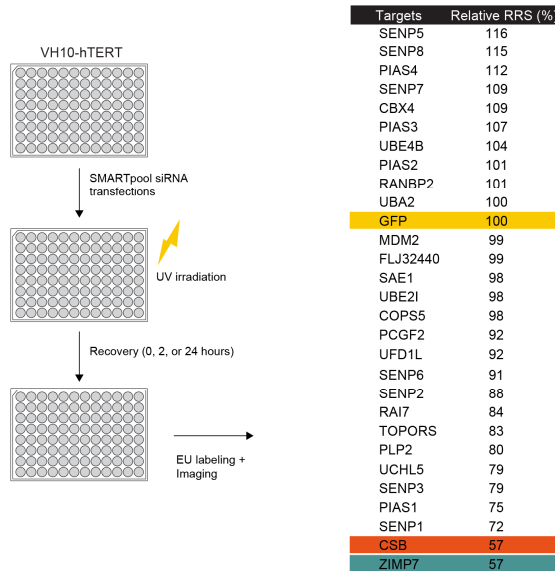 VH10-hTERT
SMARTpool siRNA
transfections
UV irradiation
Recovery (0, 2, or 24 hours)
EU labeling +
Imaging
Targets Relative RRS (%)
SENP5 116
SENP8 115
PIAS4 112
SENP7 109
CBX4 109
PIAS3 107
UBE4B 104
PIAS2 101
RANBP2 101
UBA2 100
GFP 100
MDM2 99
FLJ32440 99
SAE1 98
UBE2I 98
COPS5 98
PCGF2 92
UFD1L 92
SENP6 91
SENP2 88
RAI7 84
TOPORS 83
PLP2 80
UCHL5 79
SENP3 79
PIAS1 75
SENP1 72
CSB 57
ZIMP7 57